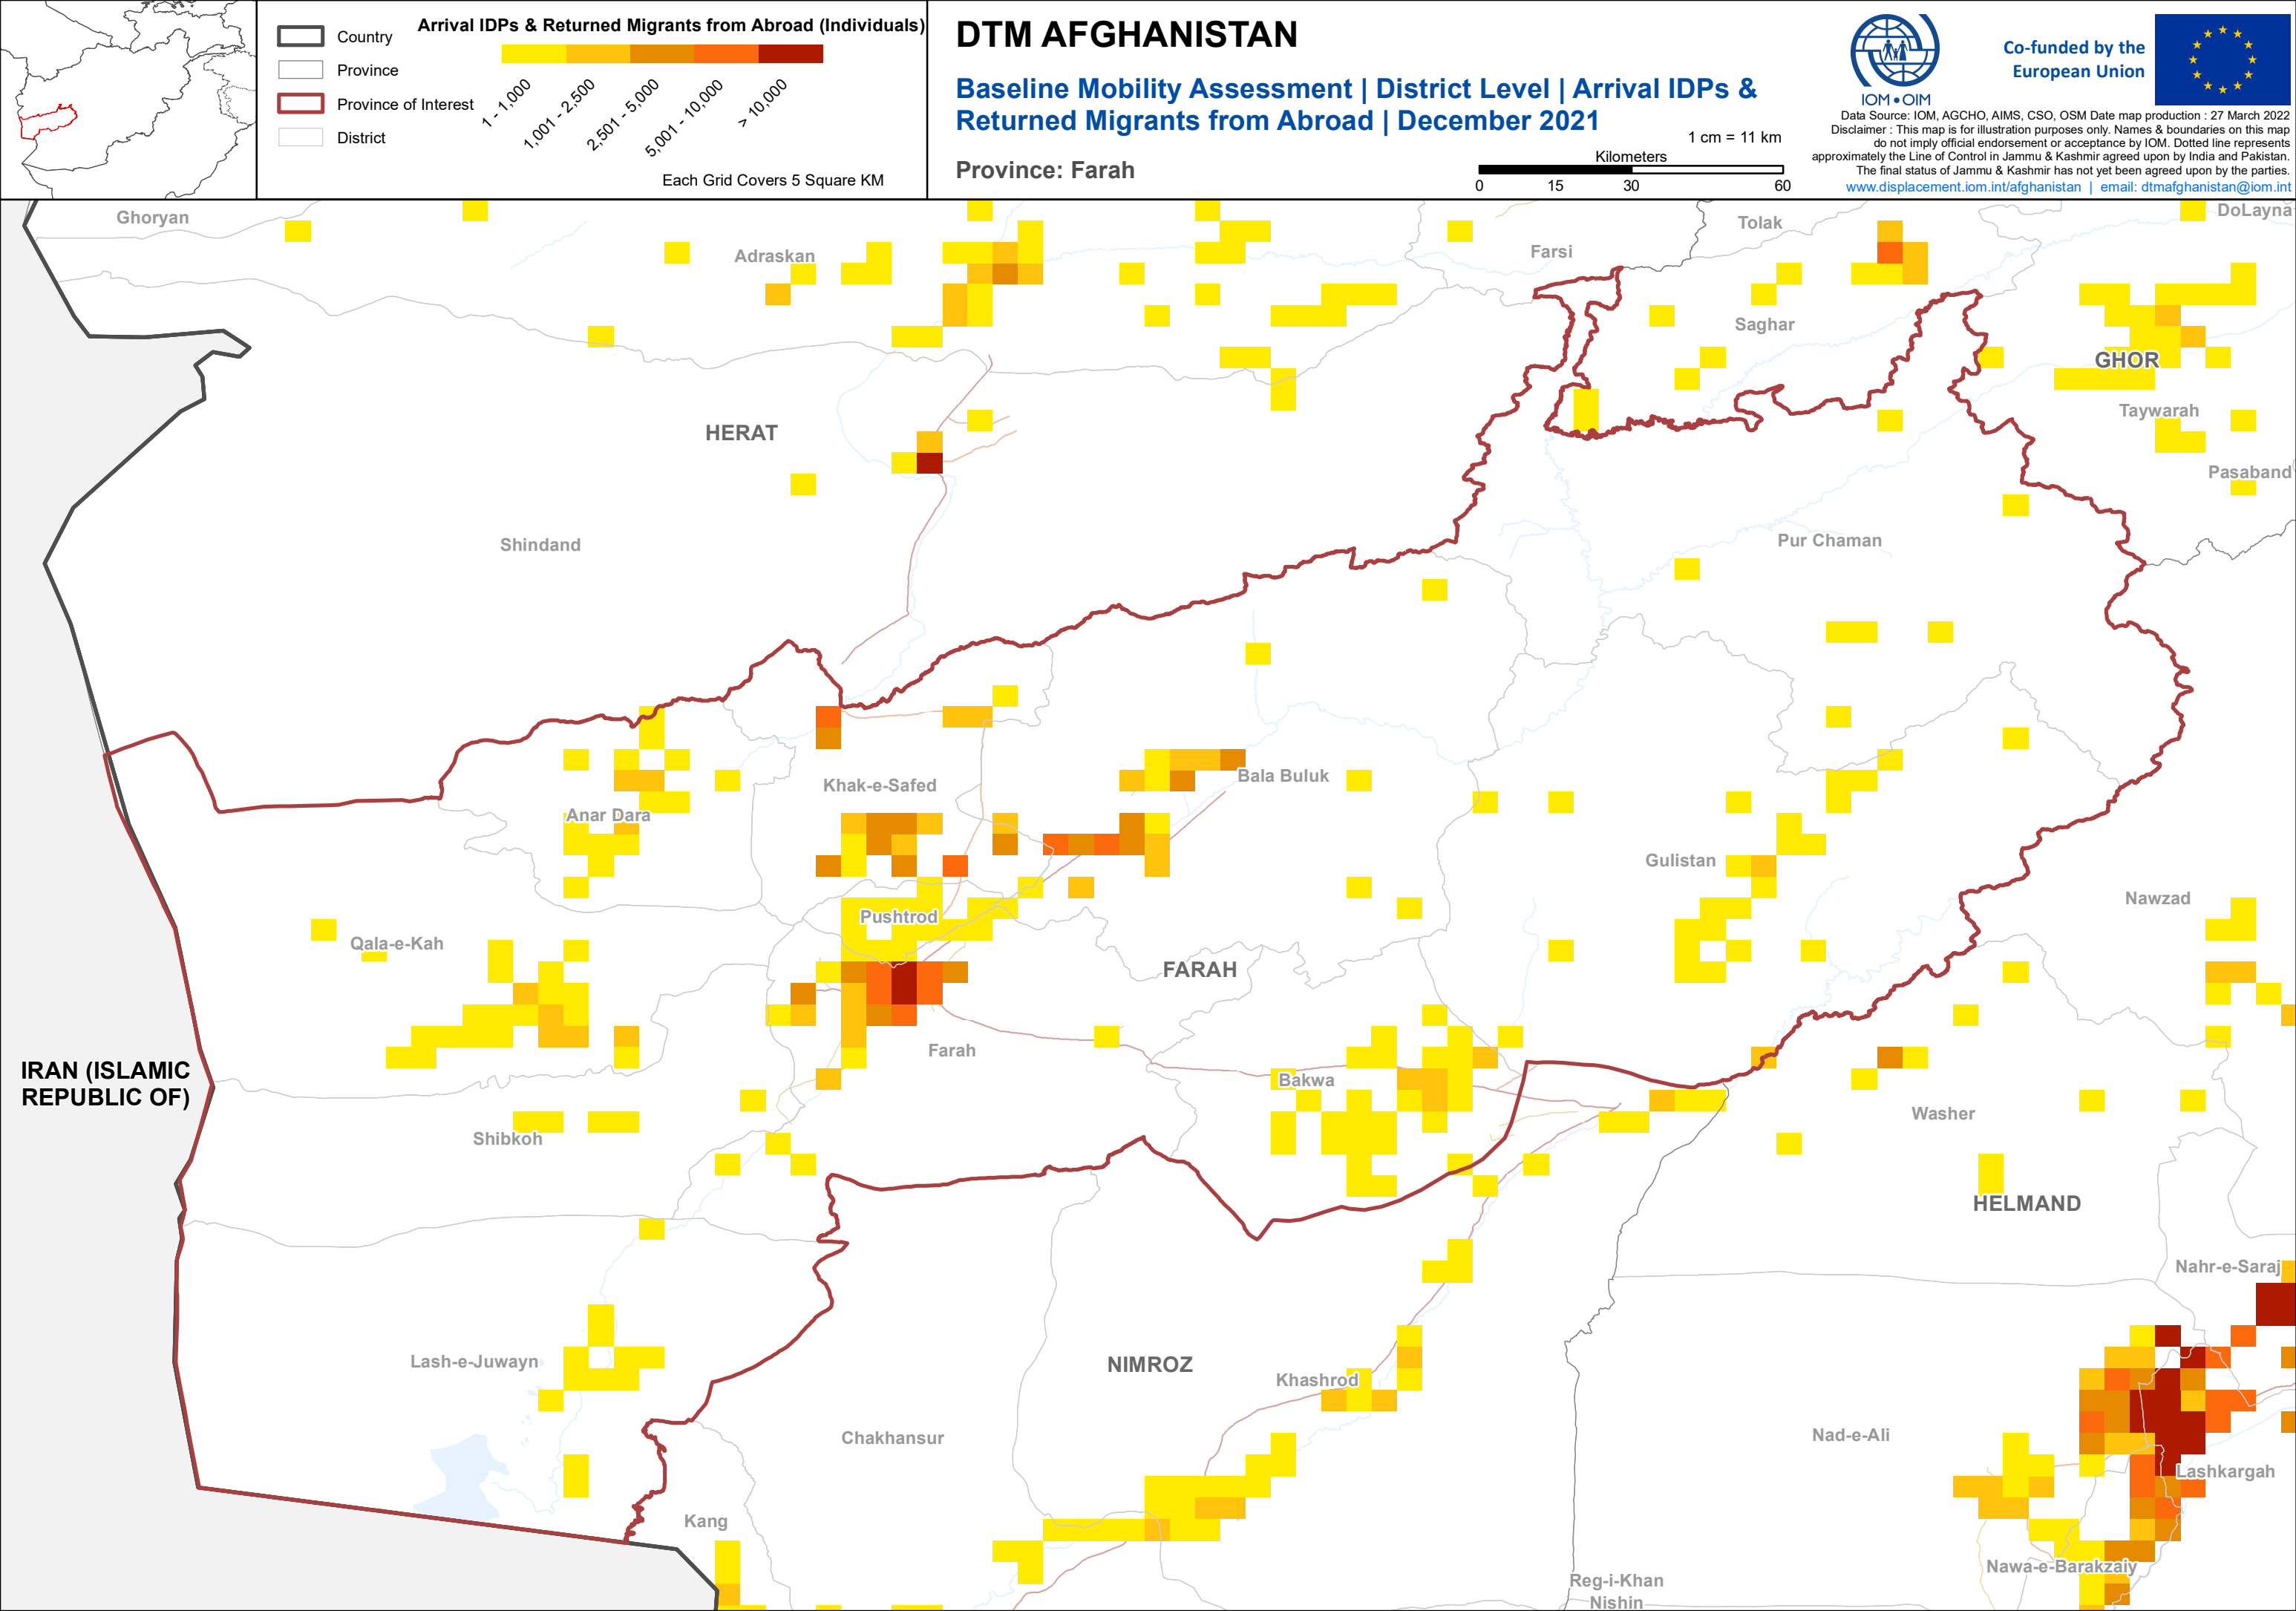 Country
Province
Province of Interest
District
Arrival IDPs & Returned Migrants from Abroad (Individuals)
1 - 1,000
1,001 - 2,500
2,501 - 5,000
5,001 - 10,000
> 10,000
Each Grid Covers 5 Square KM
DTM AFGHANISTAN
Baseline Mobility Assessment | District Level | Arrival IDPs &
Returned Migrants from Abroad | December 2021
Province: Farah
1 cm = 11 km
Kilometers
0 15 30 60
IOM • OIM
Co-funded by the
European Union
Data Source: IOM, AGCHO, AIMS, CSO, OSM Date map production : 27 March 2022
Disclaimer : This map is for illustration purposes only. Names & boundaries on this map
do not imply official endorsement or acceptance by IOM. Dotted line represents
approximately the Line of Control in Jammu & Kashmir agreed upon by India and Pakistan.
The final status of Jammu & Kashmir has not yet been agreed upon by the parties.
www.displacement.iom.int/afghanistan | email: dtmafghanistan@iom.int
Ghoryan
DoLayna
Tolak
Farsi
Adraskan
Saghar
GHOR
Taywarah
HERAT
Pasaband
Pur Chaman
Shindand
Bala Buluk
Khak-e-Safed
Anar Dara
Gulistan
Nawzad
Pushtrod
Qala-e-Kah
FARAH
Farah
IRAN (ISLAMIC
REPUBLIC OF)
Bakwa
Washer
Shibkoh
HELMAND
Nahr-e-Saraj
Lash-e-Juwayn
NIMROZ
Khashrod
Chakhansur
Nad-e-Ali
Lashkargah
Kang
Nawa-e-Barakzaiy
Reg-i-Khan
Nishin